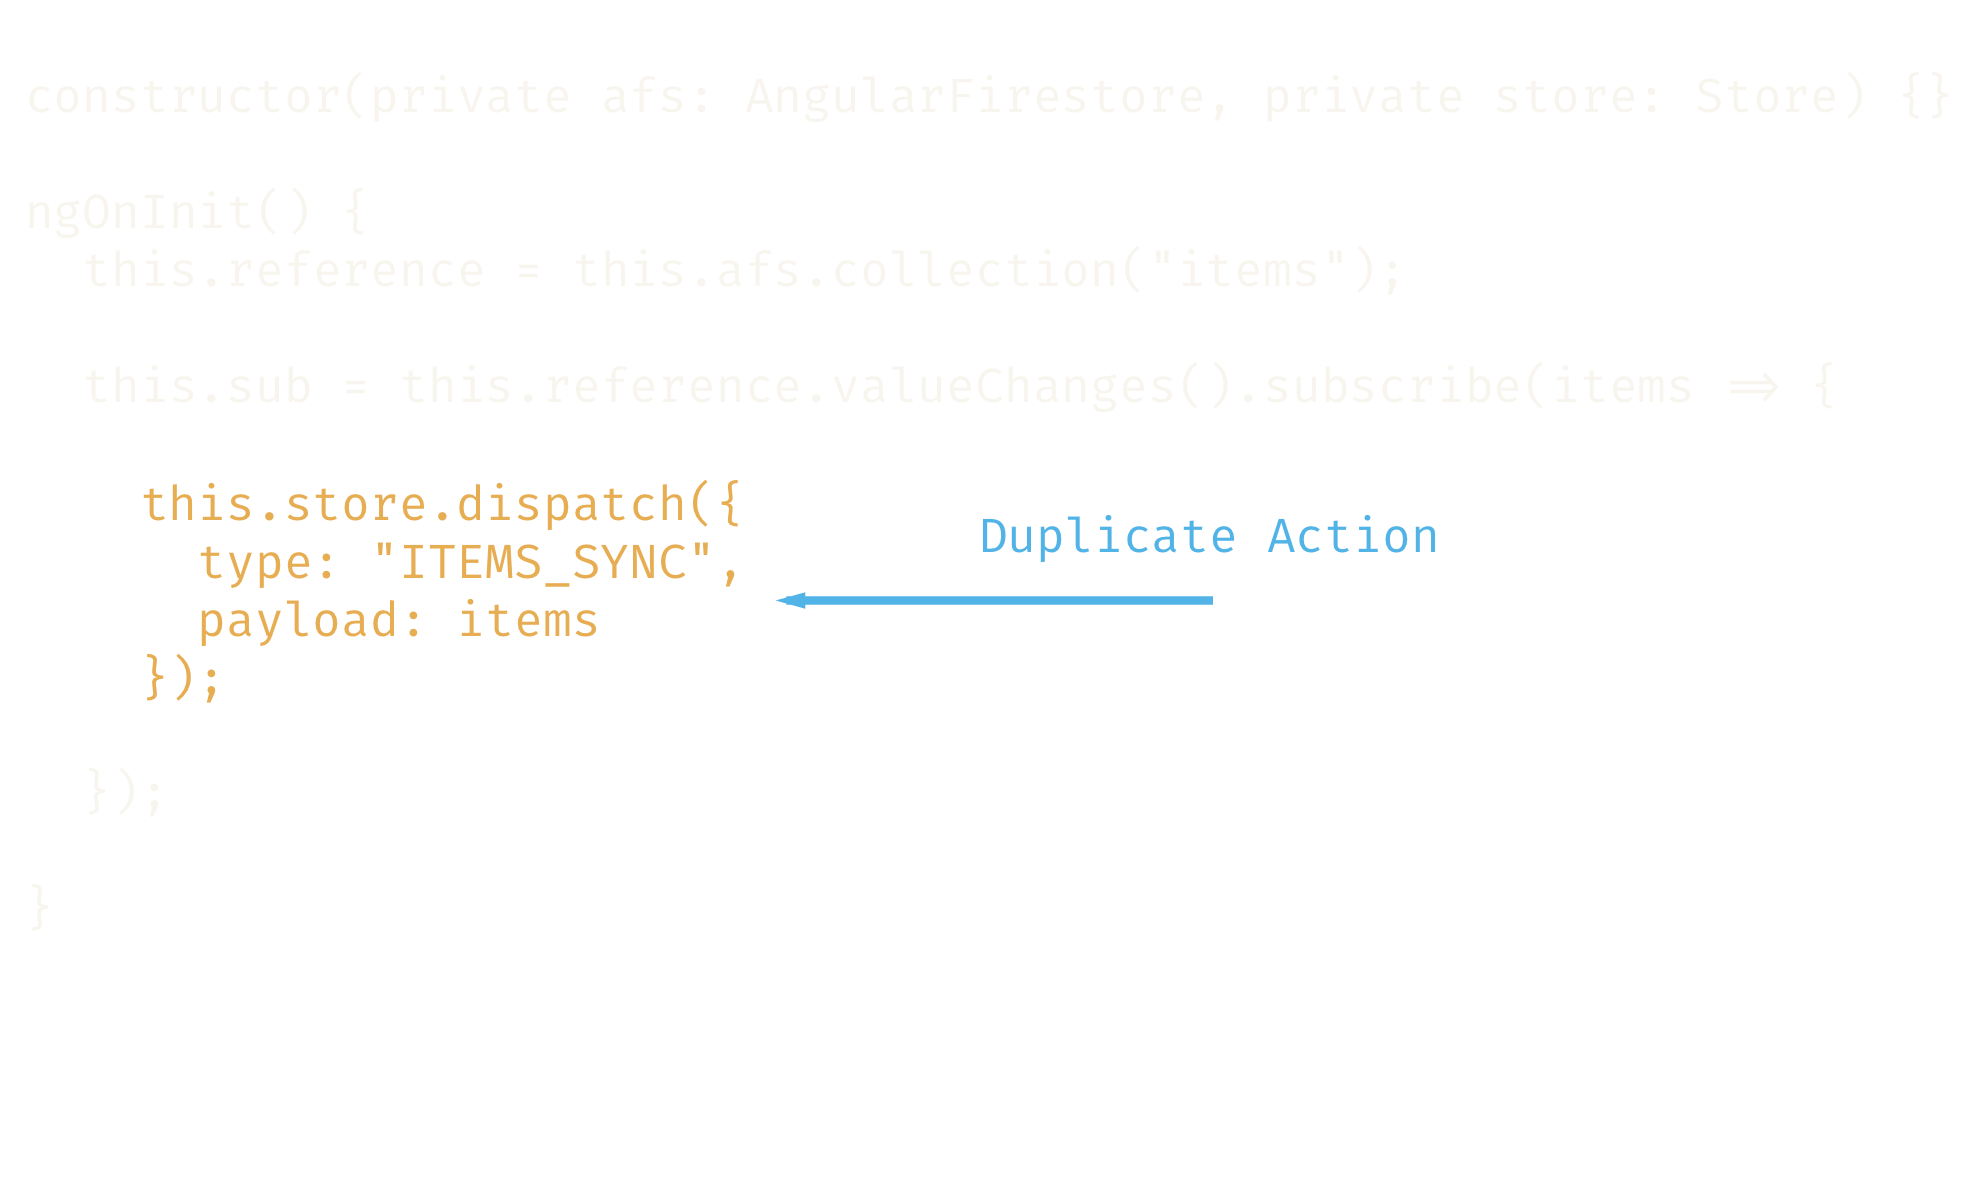 constructor(private afs: AngularFirestore, private store: Store) {}
ngOnInit() {
this.reference = this.afs.collection("items");
this.sub = this.reference.valueChanges().subscribe(items => {
this.store.dispatch({
type: "ITEMS_SYNC",
payload: items
});
Duplicate Action
});
}